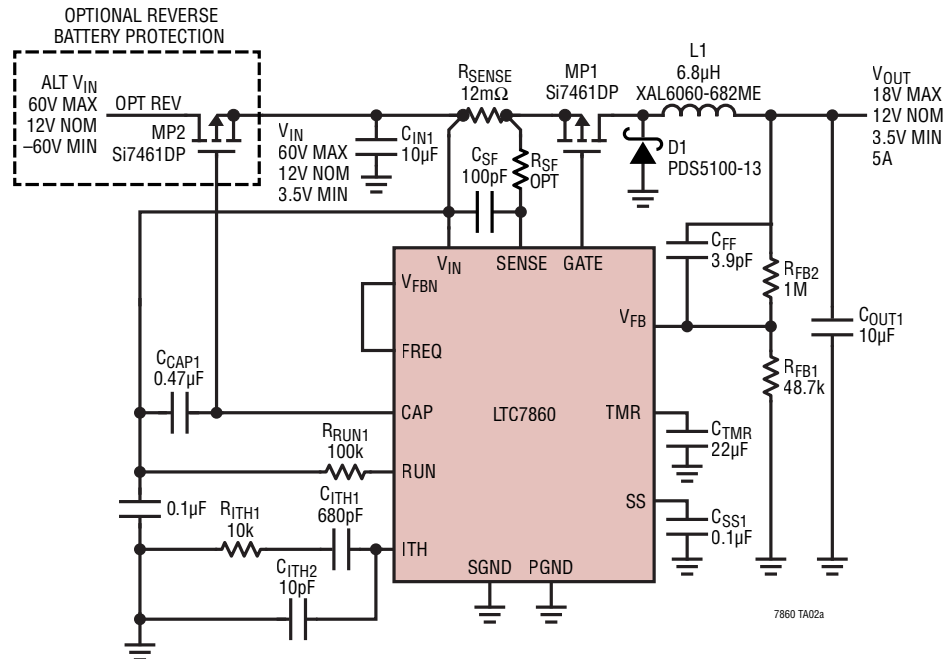 OPTIONAL REVERSE
BATTERY PROTECTION
ALT VIN
60V MAX
12V NOM
–60V MIN
OPT REV
MP2
Si7461DP
VIN
60V MAX
12V NOM
3.5V MIN
CIN1
10µF
RSENSE
12mΩ
CSF
100pF
RSF
OPT
MP1
Si7461DP
L1
6.8µH
XAL6060-682ME
D1
PDS5100-13
VOUT
18V MAX
12V NOM
3.5V MIN
5A
VIN
SENSE
GATE
VFBN
FREQ
CAP
RUN
ITH
LTC7860
VFB
TMR
SS
SGND
PGND
CFF
3.9pF
RFB2
1M
RFB1
48.7k
COUT1
10µF
CCAP1
0.47µF
RRUN1
100k
0.1µF
RITH1
10k
CITH1
680pF
CITH2
10pF
CTMR
22µF
CSS1
0.1µF
7860 TA02a